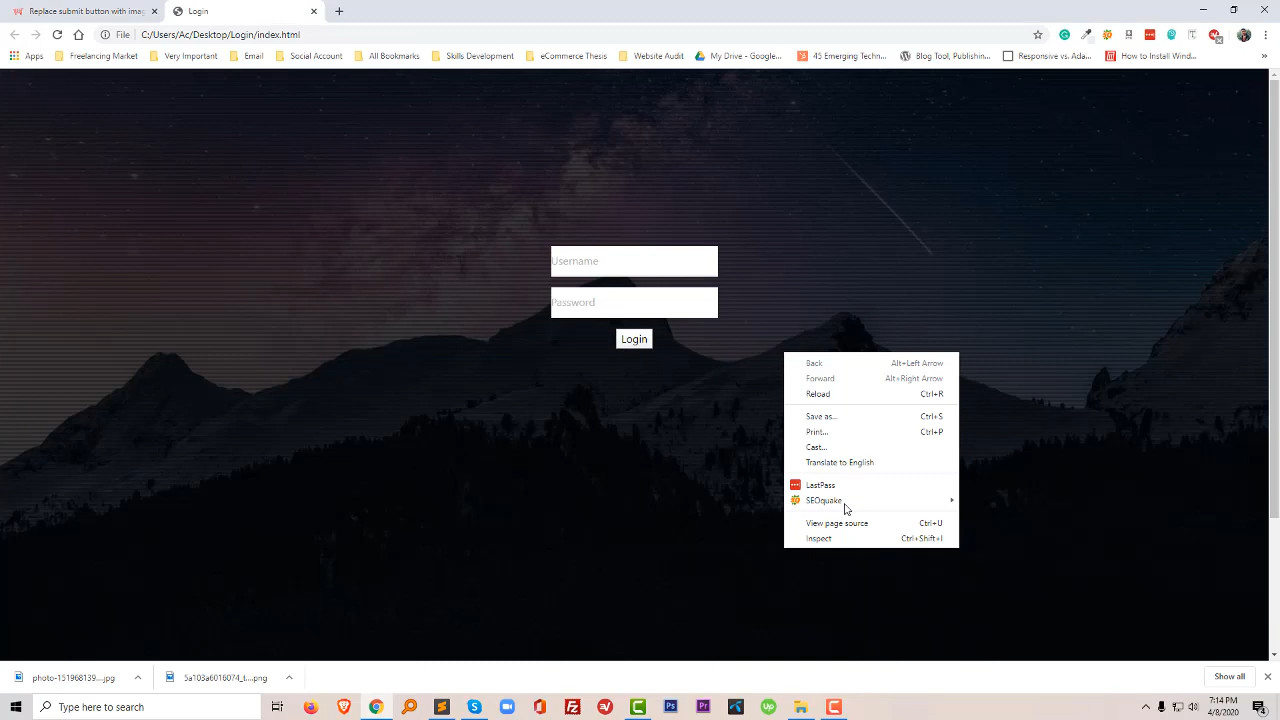 Replace submit button with imag
Login
File
C:/Users/Ac/Desktop/Login/index.html
Apps
Freelancing Market
Very Important
Email
Social Account
All Bookmarks
Skills Development
eCommerce Thesis
Website Audit
My Drive - Google...
45 Emerging Techn...
Blog Tool, Publishin...
Responsive vs. Ada...
How to Install Wind...
Username
Password
Login
Back Alt+Left Arrow
Forward Alt+Right Arrow
Reload Ctrl+R
Save as... Ctrl+S
Print... Ctrl+P
Cast...
Translate to English
LastPass
SEOquake
View page source Ctrl+U
Inspect Ctrl+Shift+I
photo-151968139....jpg
5a103a6016074_t....png
Show all
Type here to search
7:14 PM
4/8/2020